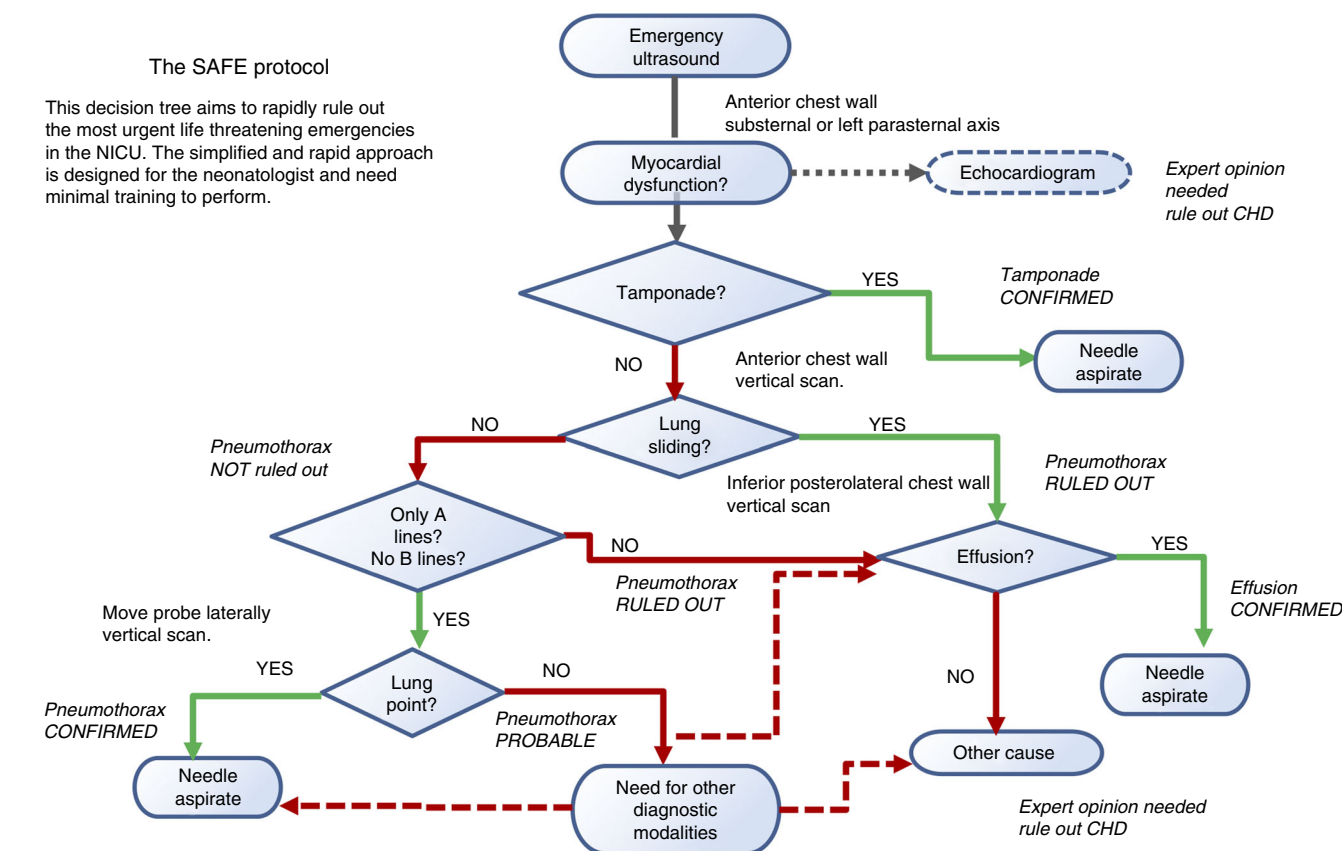 The SAFE protocol
This decision tree aims to rapidly rule out
the most urgent life threatening emergencies
in the NICU. The simplified and rapid approach
is designed for the neonatologist and need
minimal training to perform.
Emergency
ultrasound
Anterior chest wall
substernal or left parasternal axis
Myocardial
dysfunction?
Echocardiogram
Expert opinion
needed
rule out CHD
Tamponade?
YES
Tamponade
CONFIRMED
Needle
aspirate
NO
Anterior chest wall
vertical scan.
Lung
sliding?
NO
YES
Pneumothorax
NOT ruled out
Pneumothorax
RULED OUT
Inferior posterolateral chest wall
vertical scan
Only A
lines?
No B lines?
NO
Pneumothorax
RULED OUT
Effusion?
YES
Effusion
CONFIRMED
Needle
aspirate
YES
Move probe laterally
vertical scan.
Lung
point?
YES
NO
Pneumothorax
CONFIRMED
Pneumothorax
PROBABLE
NO
Needle
aspirate
Need for other
diagnostic
modalities
Other cause
Expert opinion needed
rule out CHD